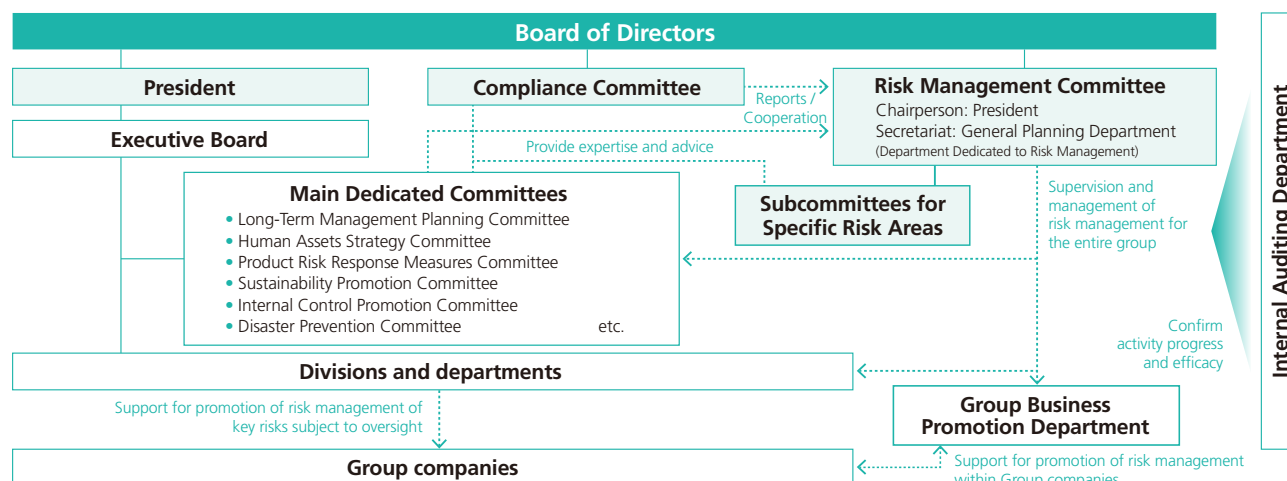 Board of Directors
President
Compliance Committee
Risk Management Committee
Chairperson: President
Secretariat: General Planning Department
(Department Dedicated to Risk Management)
Reports /
Cooperation
Executive Board
Provide expertise and advice
Main Dedicated Committees
• Long-Term Management Planning Committee
• Human Assets Strategy Committee
• Product Risk Response Measures Committee
• Sustainability Promotion Committee
• Internal Control Promotion Committee
• Disaster Prevention Committee etc.
Subcommittees for
Specific Risk Areas
Supervision and
management of
risk management for
the entire group
Internal Auditing Department
Confirm
activity progress
and efficacy
Divisions and departments
Support for promotion of risk management of
key risks subject to oversight
Group Business
Promotion Department
Group companies
Support for promotion of risk management
within Group companies